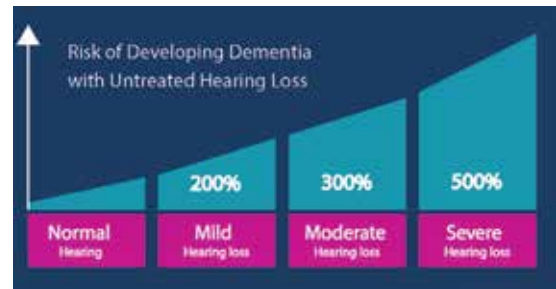 Risk of Developing Dementia
with Untreated Hearing Loss
200%
300%
500%
Normal
Hearing
Mild
Hearing loss
Moderate
Hearing loss
Severe
Hearing loss